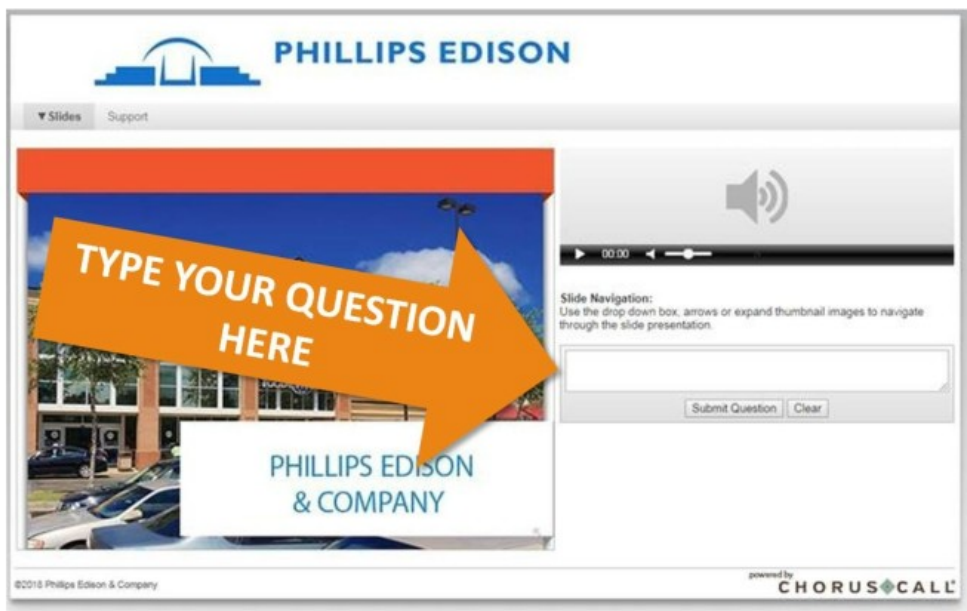 PHILLIPS EDISON
▼Slides Support
TYPE YOUR QUESTION
HERE
PHILLIPS EDISON
& COMPANY
00:00
Slide Navigation:
Use the drop down box, arrows or expand thumbnail images to navigate
through the slide presentation.
Submit Question Clear
©2018 Phillips Edison & Company
powered by
CHORUS CALL